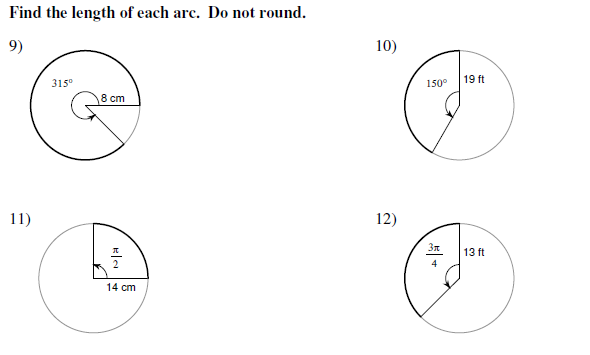 Find the length of each arc. Do not round.
9)
315°
8 cm
10)
150°
19 ft
11)
π
2
14 cm
12)
3π
4
13 ft